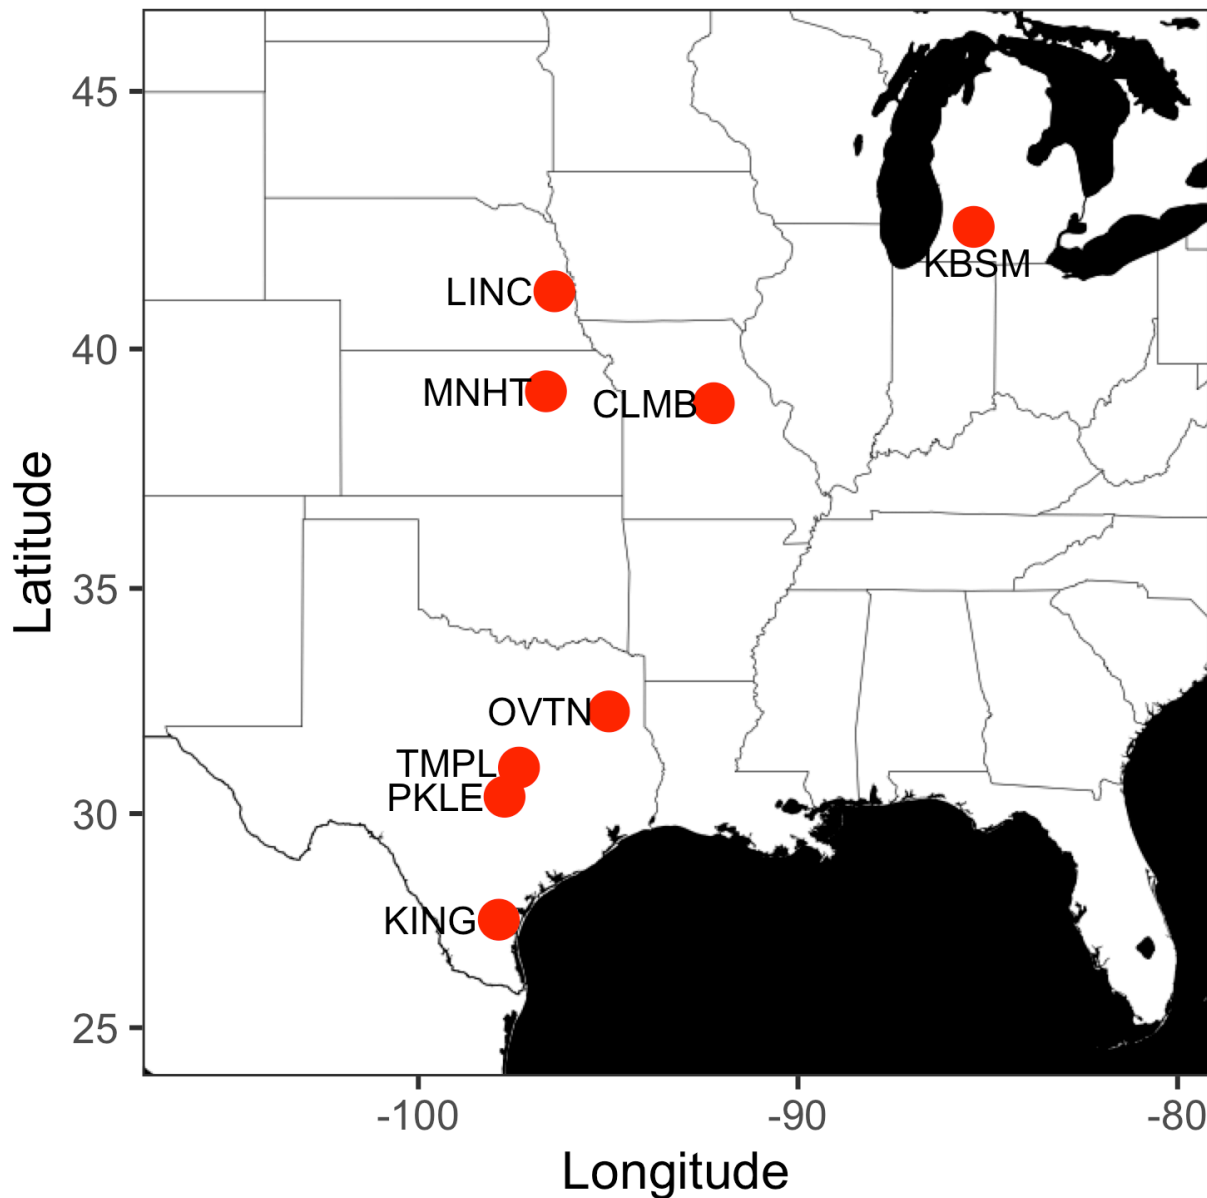 45
KBSM
LINC
40
MNHT
CLMB
Latitude
35
OVTN
TMPL
PKLE
30
KING
25
-100
-90
-80
Longitude